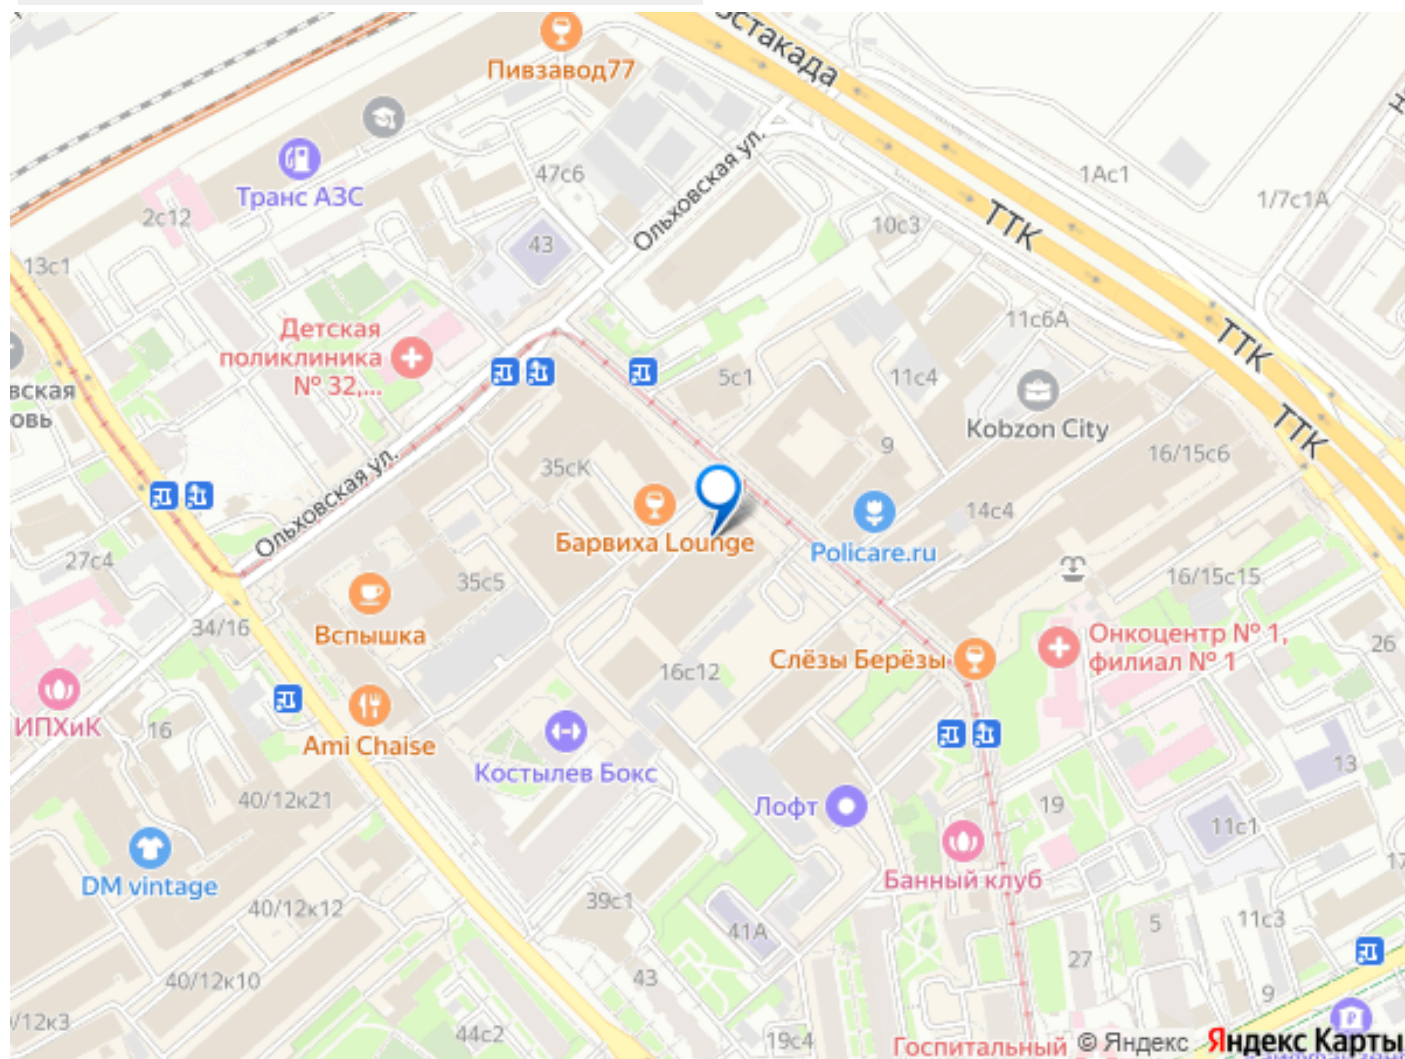 Эстакада
Пивзавод77
Транс АЗС
47с6
Ольховская ул.
1Ас1
1/7с1А
2с12
ТТК
10с3
43
13с1
Детская
поликлиника
№ 32,...
11с6А
ТТК
5с1
11с4
вская
овь
Kobzon City
ТТК
9
16/15с6
35сК
Ольховская ул.
14с4
Барвиха Lounge
Policare.ru
27с4
35с5
16/15с15
34/16
Вспышка
Онкоцентр № 1,
филиал № 1
26
Слёзы Берёзы
16с12
ИПХиК
16
Ami Chaise
Костылев Бокс
13
40/12к21
Лофт
19
11с1
17
DM vintage
Банный клуб
40/12к12
39с1
41А
5
11с3
27
40/12к10
43
9
/12к3
44с2
19с4
Госпитальный
© Яндекс Яндекс Карты